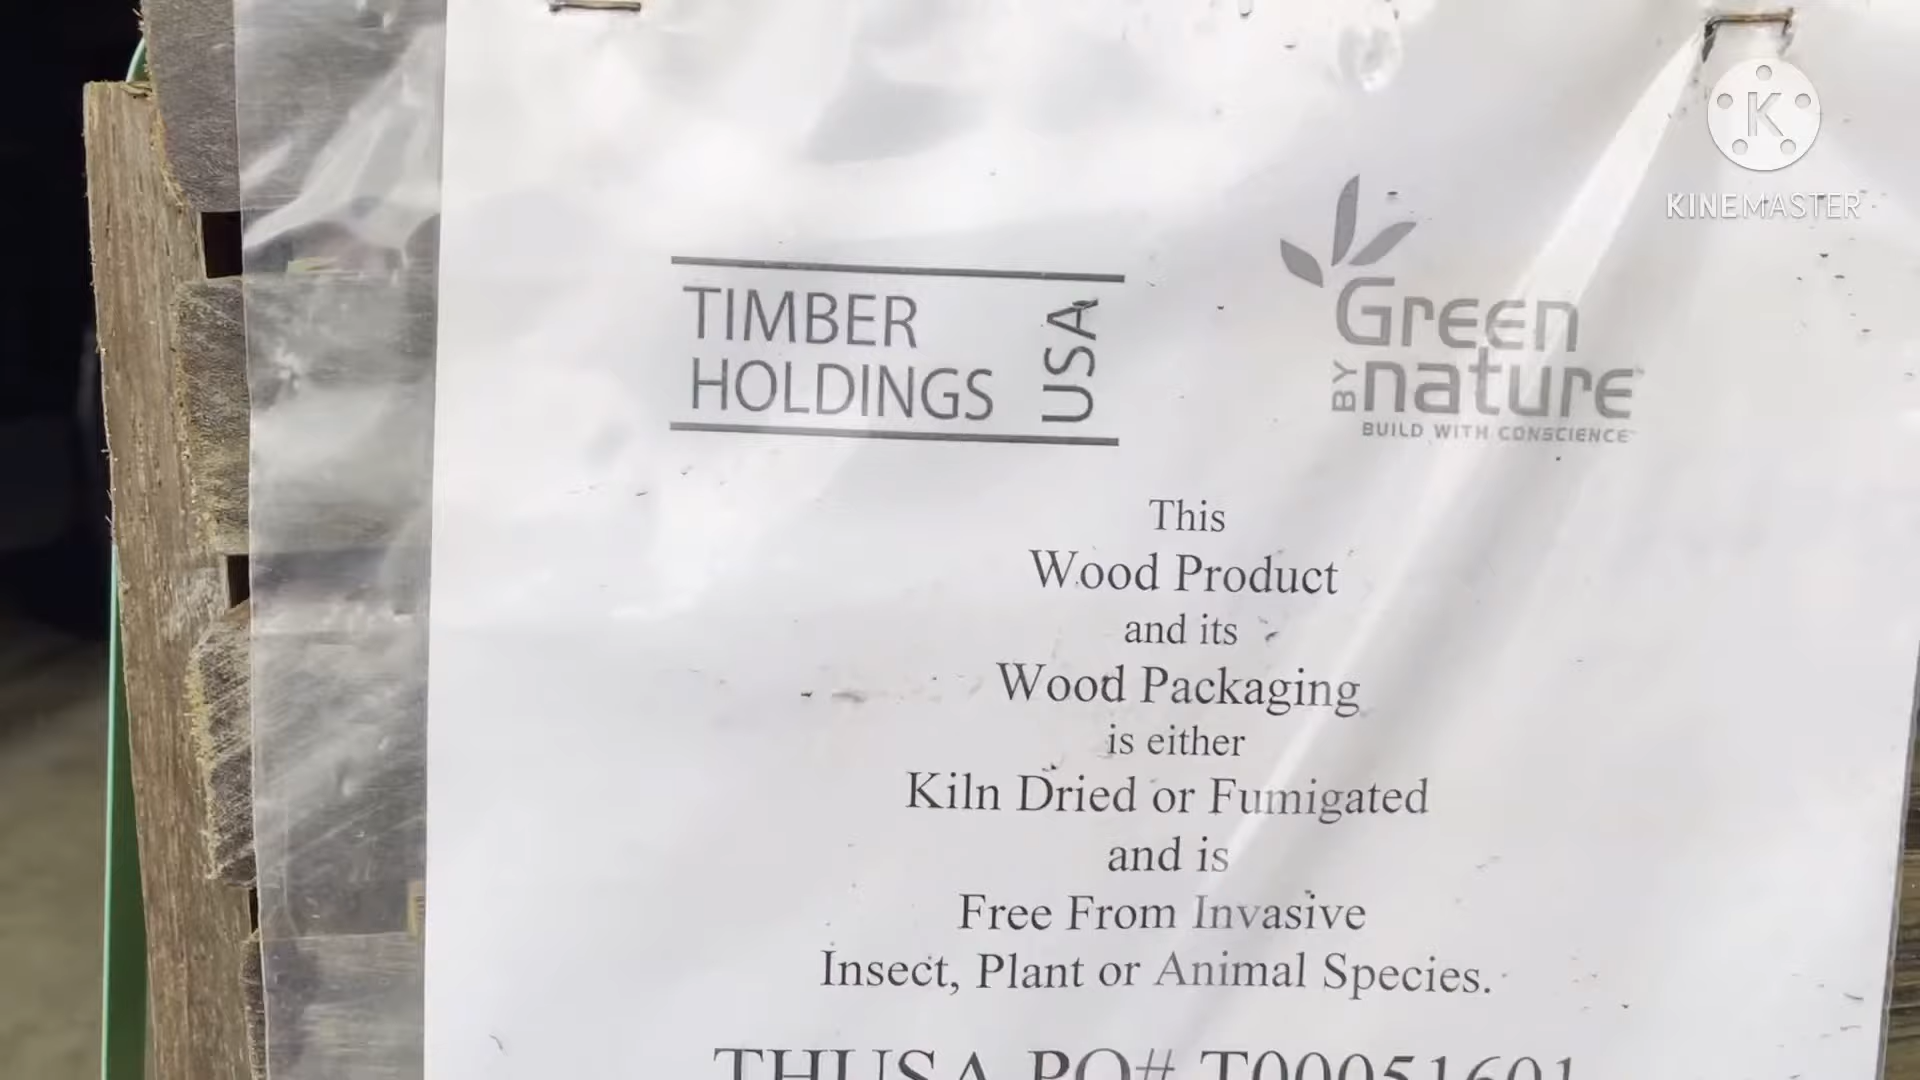 K
KINEMASTER
TIMBER
HOLDINGS
USA
Green
BY nature
BUILD WITH CONSCIENCE
This
Wood Product
and its
Wood Packaging
is either
Kiln Dried or Fumigated
and is
Free From Invasive
Insect, Plant or Animal Species.
THUSA PO# T00051601